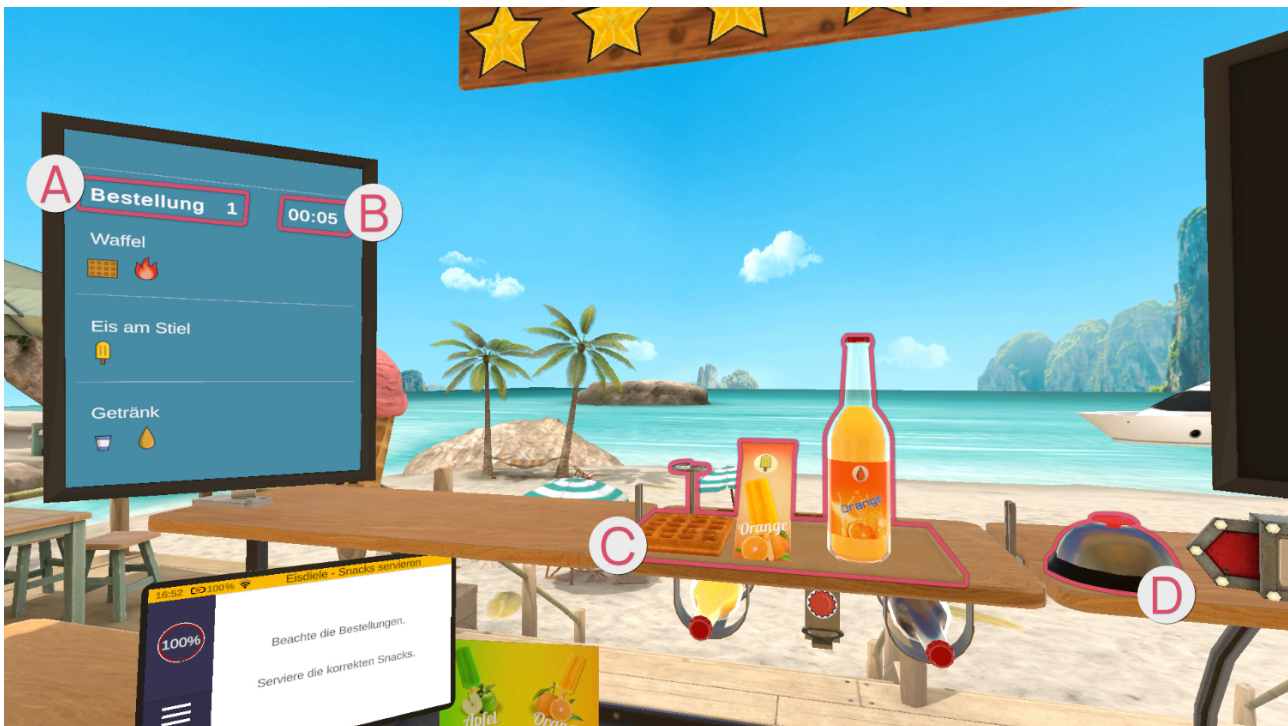 A
Bestellung 1
00:05
B
Waffel
Eis am Stiel
Getränk
Orange
Orange
C
D
16:52 100%
Eisdiele - Snacks servieren
100%
Beachte die Bestellungen.
Serviere die korrekten Snacks.
Apfel